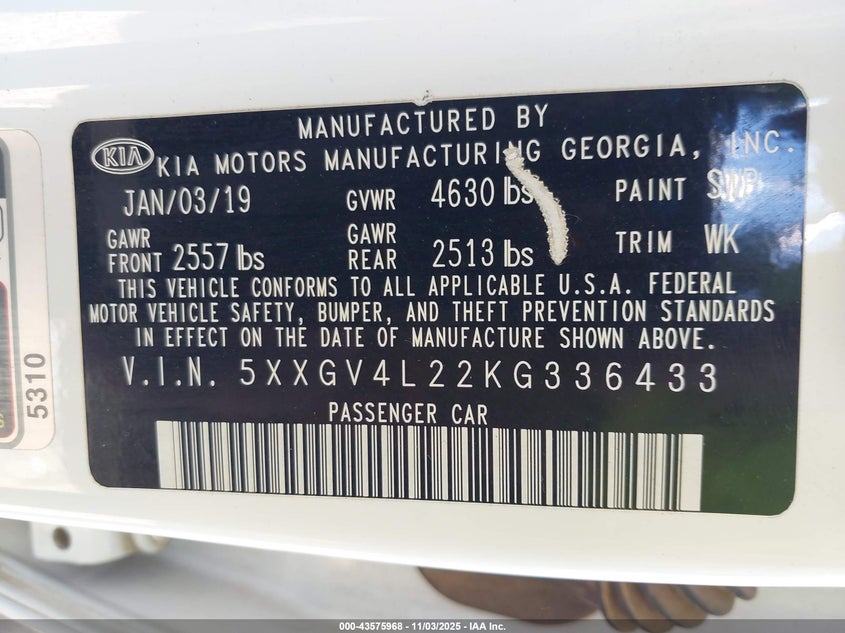 MANUFACTURED BY
KIA KIA MOTORS MANUFACTURING GEORGIA, INC.
JAN/03/19 GVWR 4630 lbs PAINT SWP
GAWR FRONT 2557 lbs GAWR REAR 2513 lbs TRIM WK
THIS VEHICLE CONFORMS TO ALL APPLICABLE U.S.A. FEDERAL
MOTOR VEHICLE SAFETY, BUMPER, AND THEFT PREVENTION STANDARDS
IN EFFECT ON THE DATE OF MANUFACTURE SHOWN ABOVE.
V.I.N. 5XXGV4L22KG336433
PASSENGER CAR
5310
000-43575968 - 11/03/2025 - IAA Inc.